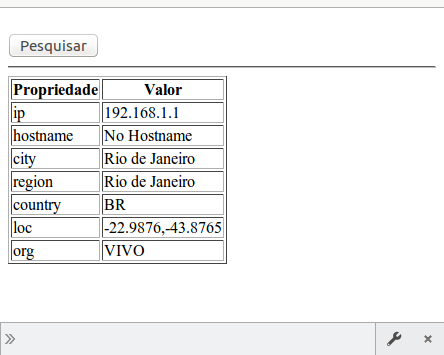 Pesquisar
Propriedade Valor
ip 192.168.1.1
hostname No Hostname
city Rio de Janeiro
region Rio de Janeiro
country BR
loc -22.9876,-43.8765
org VIVO